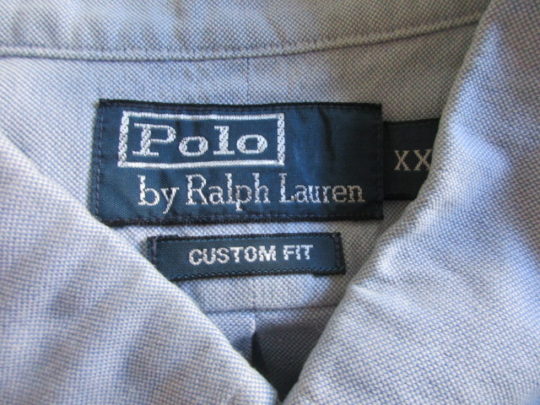 Polo
by Ralph Lauren
XX
CUSTOM FIT